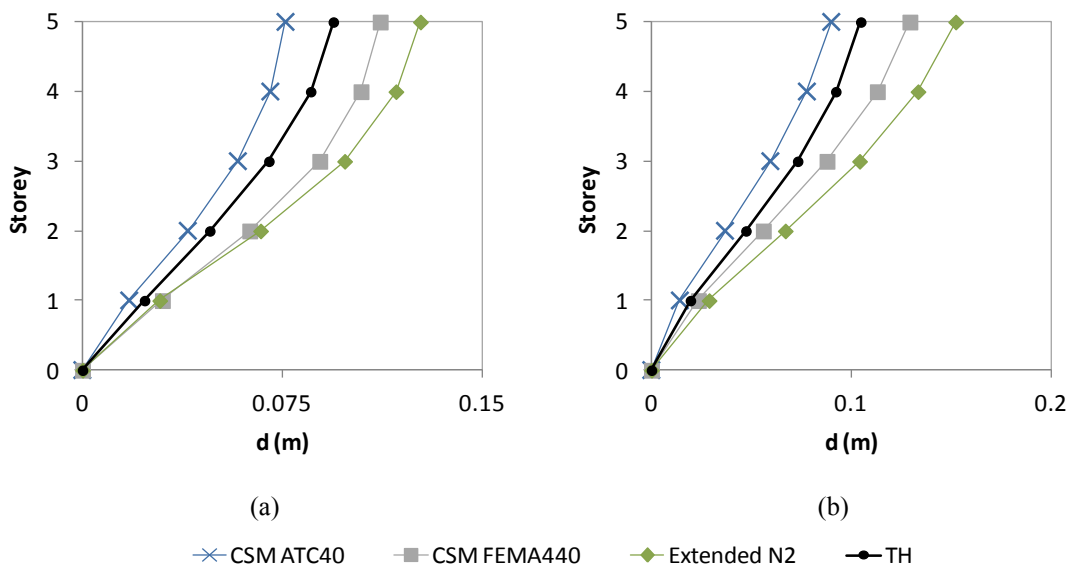 5
4
3
2
1
0
Storey
0
0.075
0.15
d (m)
(a)
5
4
3
2
1
0
Storey
0
0.1
0.2
d (m)
(b)
CSM ATC40
CSM FEMA440
Extended N2
TH